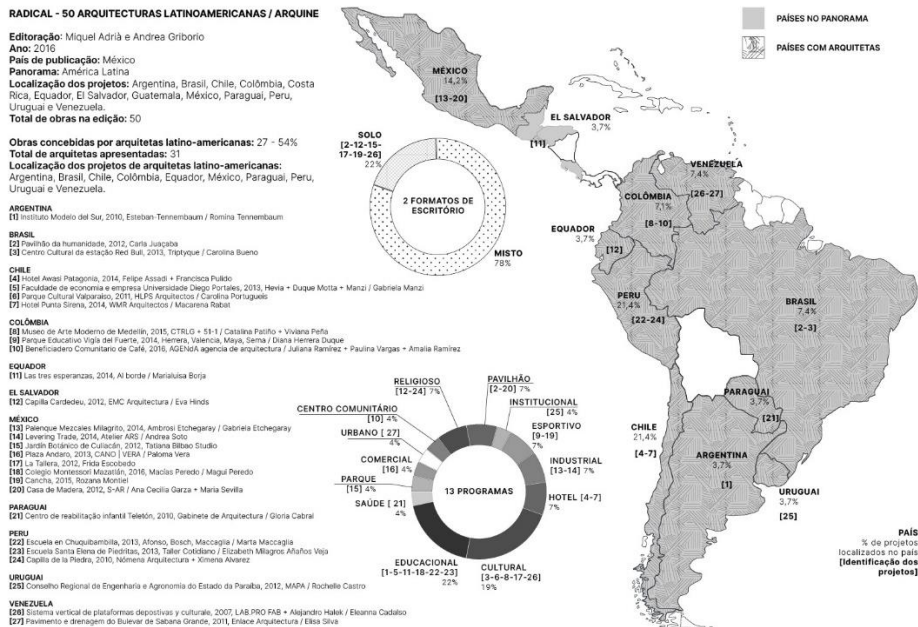 RADICAL - 50 ARQUITECTURAS LATINOAMERICANAS / ARQUINE
Editoração: Miquel Adrià e Andrea Griborio
Ano: 2016
País de publicação: México
Panorama: América Latina
Localização dos projetos: Argentina, Brasil, Chile, Colômbia, Costa
Rica, Equador, El Salvador, Guatemala, México, Paraguai, Peru,
Uruguai e Venezuela.
Total de obras na edição: 50
Obras concebidas por arquitetas latino-americanas: 27 - 54%
Total de arquitetas apresentadas: 31
Localização dos projetos de arquitetas latino-americanas:
Argentina, Brasil, Chile, Colômbia, Equador, México, Paraguai, Peru,
Uruguai e Venezuela.
ARGENTINA
[1] Instituto Modelo del Sur, 2010, Esteban-Tennembaum / Romina Tennembaum
BRASIL
[2] Pavilhão da humanidade, 2012, Carla Juaçaba
[3] Centro Cultural da estação Red Bull, 2013, Triptyque / Carolina Bueno
CHILE
[4] Hotel Awasi Patagonia, 2014, Felipe Assadi + Francisca Pulido
[5] Faculdade de economia e empresa Universidade Diego Portales, 2013, Hevia + Duque Motta + Manzi / Gabriela Manzi
[6] Parque Cultural Valparaíso, 2011, HLPS Arquitectos / Carolina Portugueis
[7] Hotel Punta Sirena, 2014, WMR Arquitectos / Macarena Rabat
COLÔMBIA
[8] Museo de Arte Moderno de Medellín, 2015, CTRLG + 51-1 / Catalina Patiño + Viviana Peña
[9] Parque Educativo Vigía del Fuerte, 2014, Herrera, Valencia, Maya, Serna / Diana Herrera Duque
[10] Beneficiadero Comunitario de Café, 2016, AGENdA agencia de arquitectura / Juliana Ramírez + Paulina Vargas + Amalia Ramírez
EQUADOR
[11] Las tres esperanzas, 2014, Al borde / Marialuisa Borja
EL SALVADOR
[12] Capilla Cardedeu, 2012, EMC Arquitectura / Eva Hinds
MÉXICO
[13] Palenque Mezcales Milagrito, 2014, Ambrosi Etchegaray / Gabriela Etchegaray
[14] Levering Trade, 2014, Atelier ARS / Andrea Soto
[15] Jardín Botánico de Culiacán, 2012, Tatiana Bilbao Studio
[16] Plaza Andaro, 2013, CANO | VERA / Paloma Vera
[17] La Tallera, 2012, Frida Escobedo
[18] Colegio Montessori Mazatlán, 2016, Macías Peredo / Magui Peredo
[19] Cancha, 2015, Rozana Montiel
[20] Casa de Madera, 2012, S-AR / Ana Cecilia Garza + María Sevilla
PARAGUAI
[21] Centro de reabilitação infantil Teletón, 2010, Gabinete de Arquitectura / Gloria Cabral
PERU
[22] Escuela en Chuquibambilla, 2013, Afonso, Bosch, Maccaglia / Marta Maccaglia
[23] Escuela Santa Elena de Piedritas, 2013, Taller Cotidiano / Elizabeth Milagros Añaños Veja
[24] Capilla de la Piedra, 2010, Nómena Arquitectura + Ximena Alvarez
URUGUAI
[25] Conselho Regional de Engenharia e Agronomia do Estado da Paraíba, 2012, MAPA / Rochelle Castro
VENEZUELA
[26] Sistema vertical de plataformas depostivas y culturale, 2007, LAB.PRO FAB + Alejandro Haiek / Eleanna Cadalso
[27] Pavimento e drenagem do Bulevar de Sabana Grande, 2011, Enlace Arquitectura / Elisa Silva
SOLO
[2-12-15-
17-19-26]
22%
2 FORMATOS DE
ESCRITÓRIO
MISTO
78%
RELIGIOSO
[12-24] 7%
PAVILHÃO
[2-20] 7%
INSTITUCIONAL
[25] 4%
ESPORTIVO
[9-19]
7%
INDUSTRIAL
[13-14] 7%
HOTEL [4-7]
7%
CULTURAL
[3-6-8-17-26]
19%
EDUCACIONAL
[1-5-11-18-22-23]
22%
SAÚDE [ 21]
4%
PARQUE
[15] 4%
COMERCIAL
[16] 4%
URBANO [ 27]
4%
CENTRO COMUNITÁRIO
[10] 4%
13 PROGRAMAS
PAÍSES NO PANORAMA
PAÍSES COM ARQUITETAS
MÉXICO
14,2%
[13-20]
EL SALVADOR
3,7%
[11]
VENEZUELA
7,4%
[26-27]
COLÔMBIA
7,1%
[8-10]
EQUADOR
3,7%
[12]
PERU
21,4%
[22-24]
BRASIL
7,4%
[2-3]
PARAGUAI
3,7%
[21]
CHILE
21,4%
[4-7]
ARGENTINA
3,7%
[1]
URUGUAI
3,7%
[25]
PAÍS
% de projetos
localizados no país
[Identificação dos
projetos]